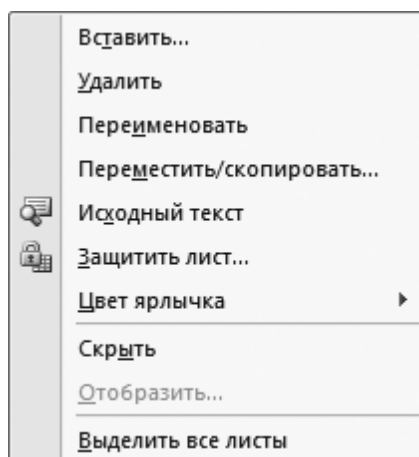 Вставить...
Удалить
Переименовать
Переместить/скопировать...
Исходный текст
Защитить лист...
Цвет ярлычка
Скрыть
Отобразить...
Выделить все листы